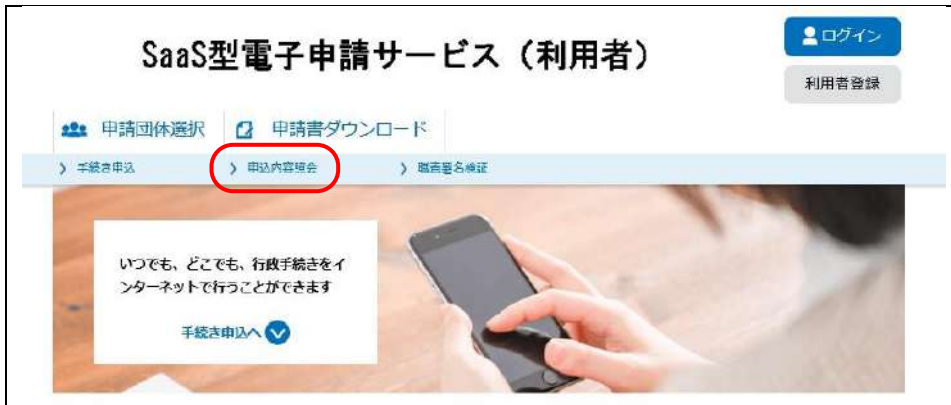 SaaS型電子申請サービス（利用者）
ログイン
利用者登録
申請団体選択
申請書ダウンロード
手続き申込
申込内容照会
職責署名検証
いつでも、どこでも、行政手続きをイ
ンターネットで行うことができます
手続き申込へ